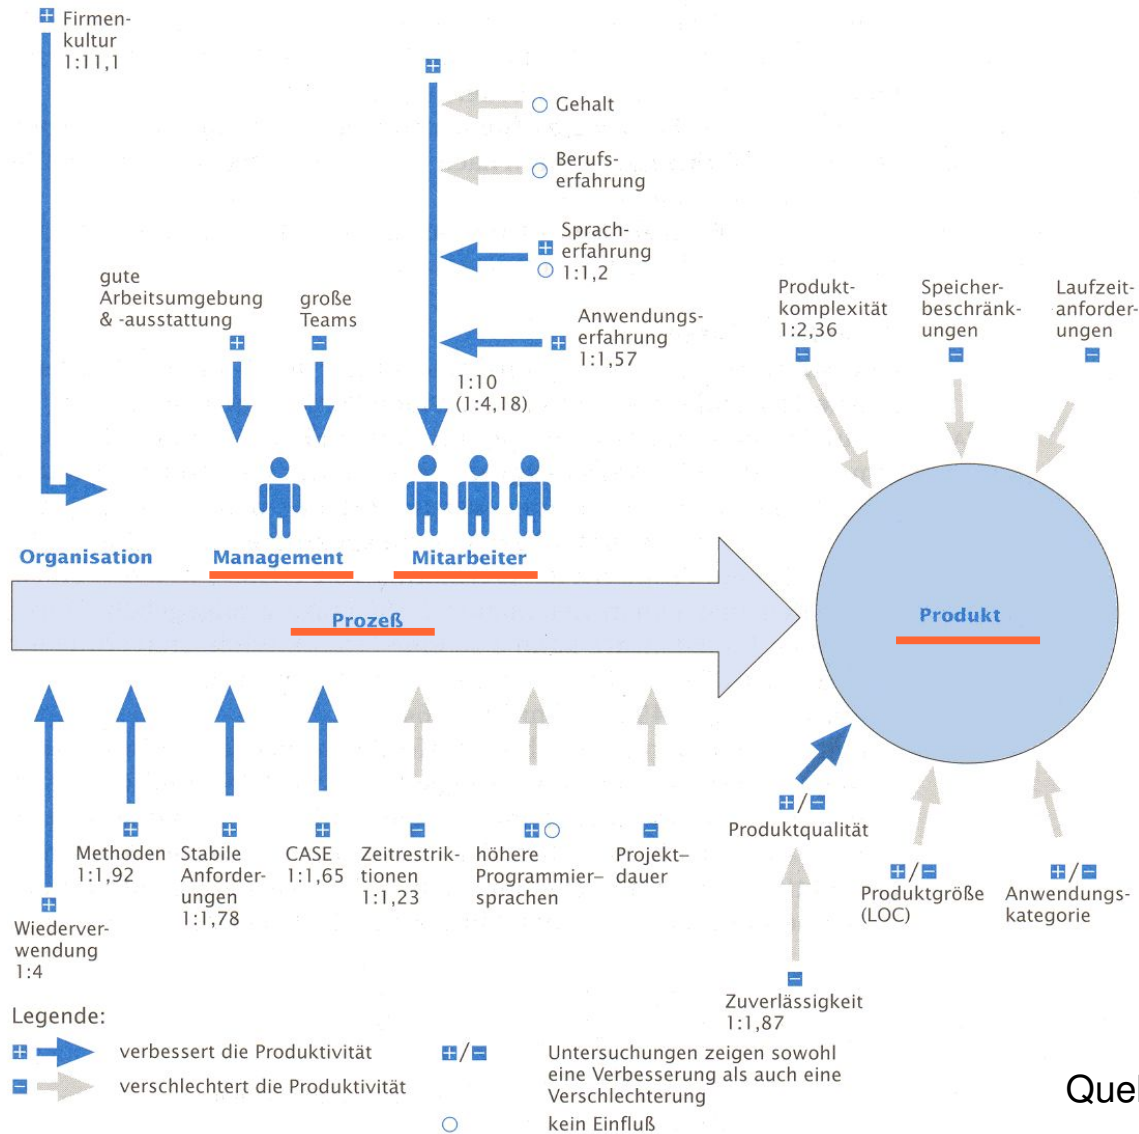 Firmen-
kultur
1:11,1
Gehalt
Berufs-
erfahrung
Sprach-
erfahrung
1:1,2
Anwendungs-
erfahrung
1:1,57
1:10
(1:4,18)
gute
Arbeitsumgebung
& -ausstattung
große
Teams
Produkt-
komplexität
1:2,36
Speicher-
beschränk-
ungen
Laufzeit-
anforder-
ungen
Organisation
Management
Mitarbeiter
Prozeß
Produkt
Wiederver-
wendung
1:4
Methoden
1:1,92
Stabile
Anforder-
ungen
1:1,78
CASE
1:1,65
Zeitrestrik-
tionen
1:1,23
höhere
Programmier-
sprachen
Projekt-
dauer
+/-
Produktqualität
+/-
Produktgröße
(LOC)
+/-
Anwendungs-
kategorie
Zuverlässigkeit
1:1,87
Legende:
+ verbessert die Produktivität
- verschlechtert die Produktivität
+/- Untersuchungen zeigen sowohl
eine Verbesserung als auch eine
Verschlechterung
kein Einfluß
Quel